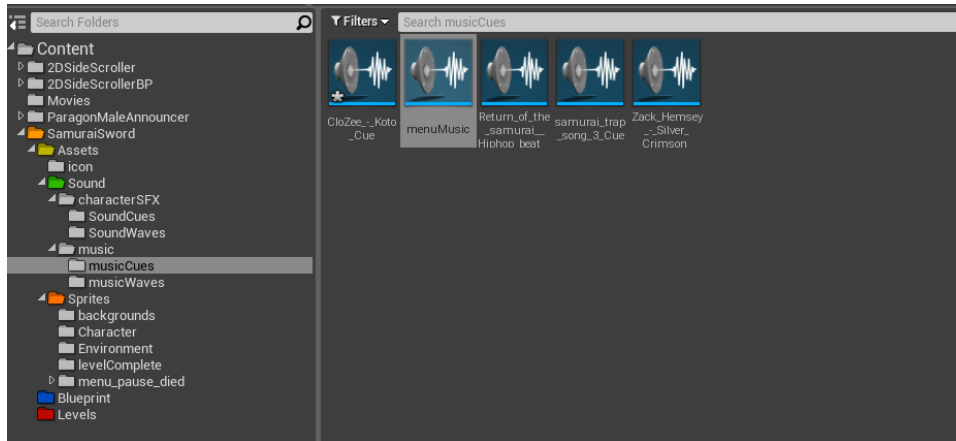 Search Folders
Filters
Search musicCues
Content
2DSideScroller
2DSideScrollerBP
Movies
ParagonMaleAnnouncer
SamuraiSword
Assets
icon
Sound
characterSFX
SoundCues
SoundWaves
music
musicCues
musicWaves
Sprites
backgrounds
Character
Environment
levelComplete
menu_pause_died
Blueprint
Levels
CloZee_-_Koto
_Cue
menuMusic
Return_of_the
_samurai__
Hiphop_beat
samurai_trap
_song_3_Cue
Zack_Hemsey
_-_Silver_
Crimson